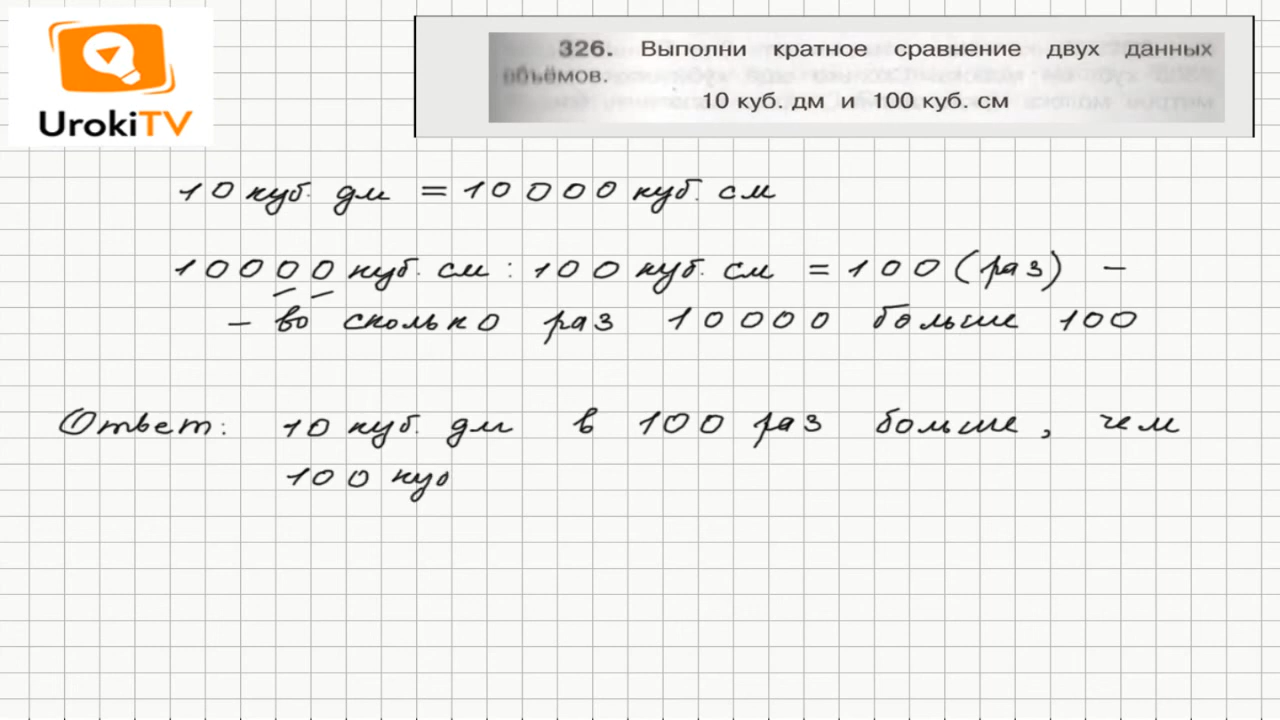 UrokiTV
326. Выполни кратное сравнение двух данных
объёмов.
10 куб. дм и 100 куб. см
10 куб. дм = 10 000 куб. см
10000 куб. см : 100 куб. см = 100 (раз) –
– во сколько раз 10000 больше 100
Ответ: 10 куб. дм в 100 раз больше, чем
100 куб